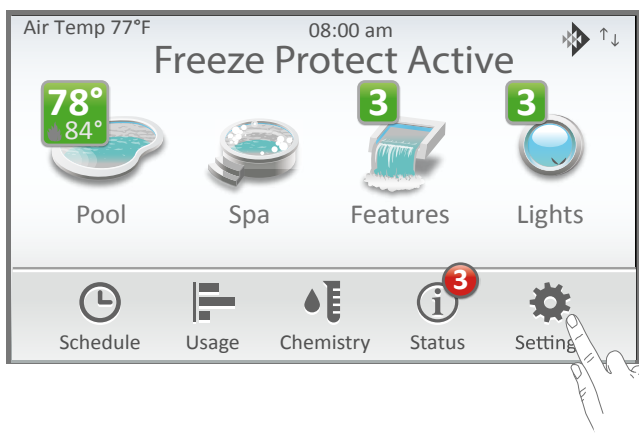 Air Temp 77°F 08:00 am ↑↓
Freeze Protect Active
78° 3 3
84°
Pool Spa Features Lights
3
Schedule Usage Chemistry Status Setting